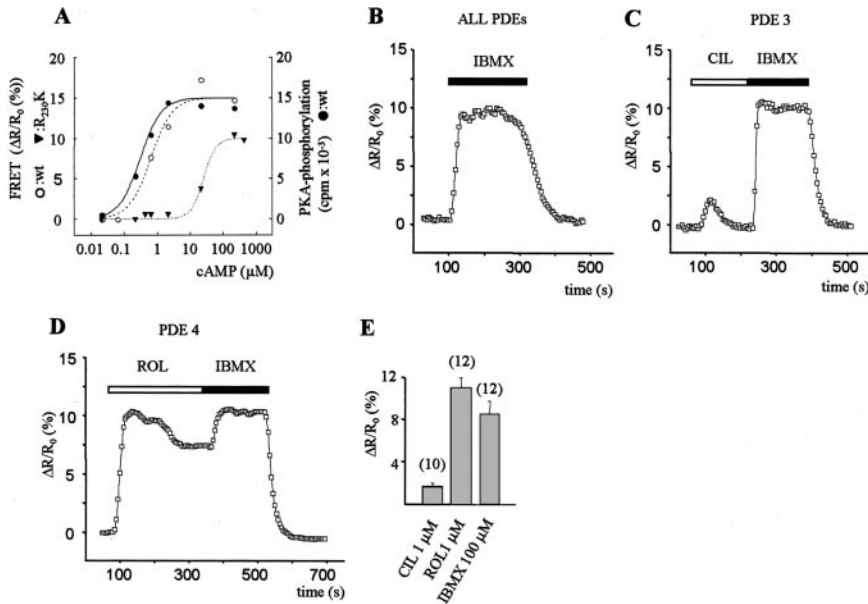 A
FRET (ΔR/R₀ (%))
○:wt ▼:R₂₃₀K
20
15
10
5
0
20
15
10
5
0
PKA-phosphorylation
(cpm x 10⁻³)
●:wt
0.01 0.1 1 10 100 1000
cAMP (µM)
B
ALL PDEs
IBMX
ΔR/R₀ (%)
15
10
5
0
100 300 500
time (s)
C
PDE 3
CIL IBMX
ΔR/R₀ (%)
15
10
5
0
100 300 500
time (s)
D
PDE 4
ROL IBMX
ΔR/R₀ (%)
15
10
5
0
100 300 500 700
time (s)
E
ΔR/R₀ (%)
12
8
4
(10)
(12)
(12)
CIL 1 µM
ROL1 µM
IBMX 100 µM